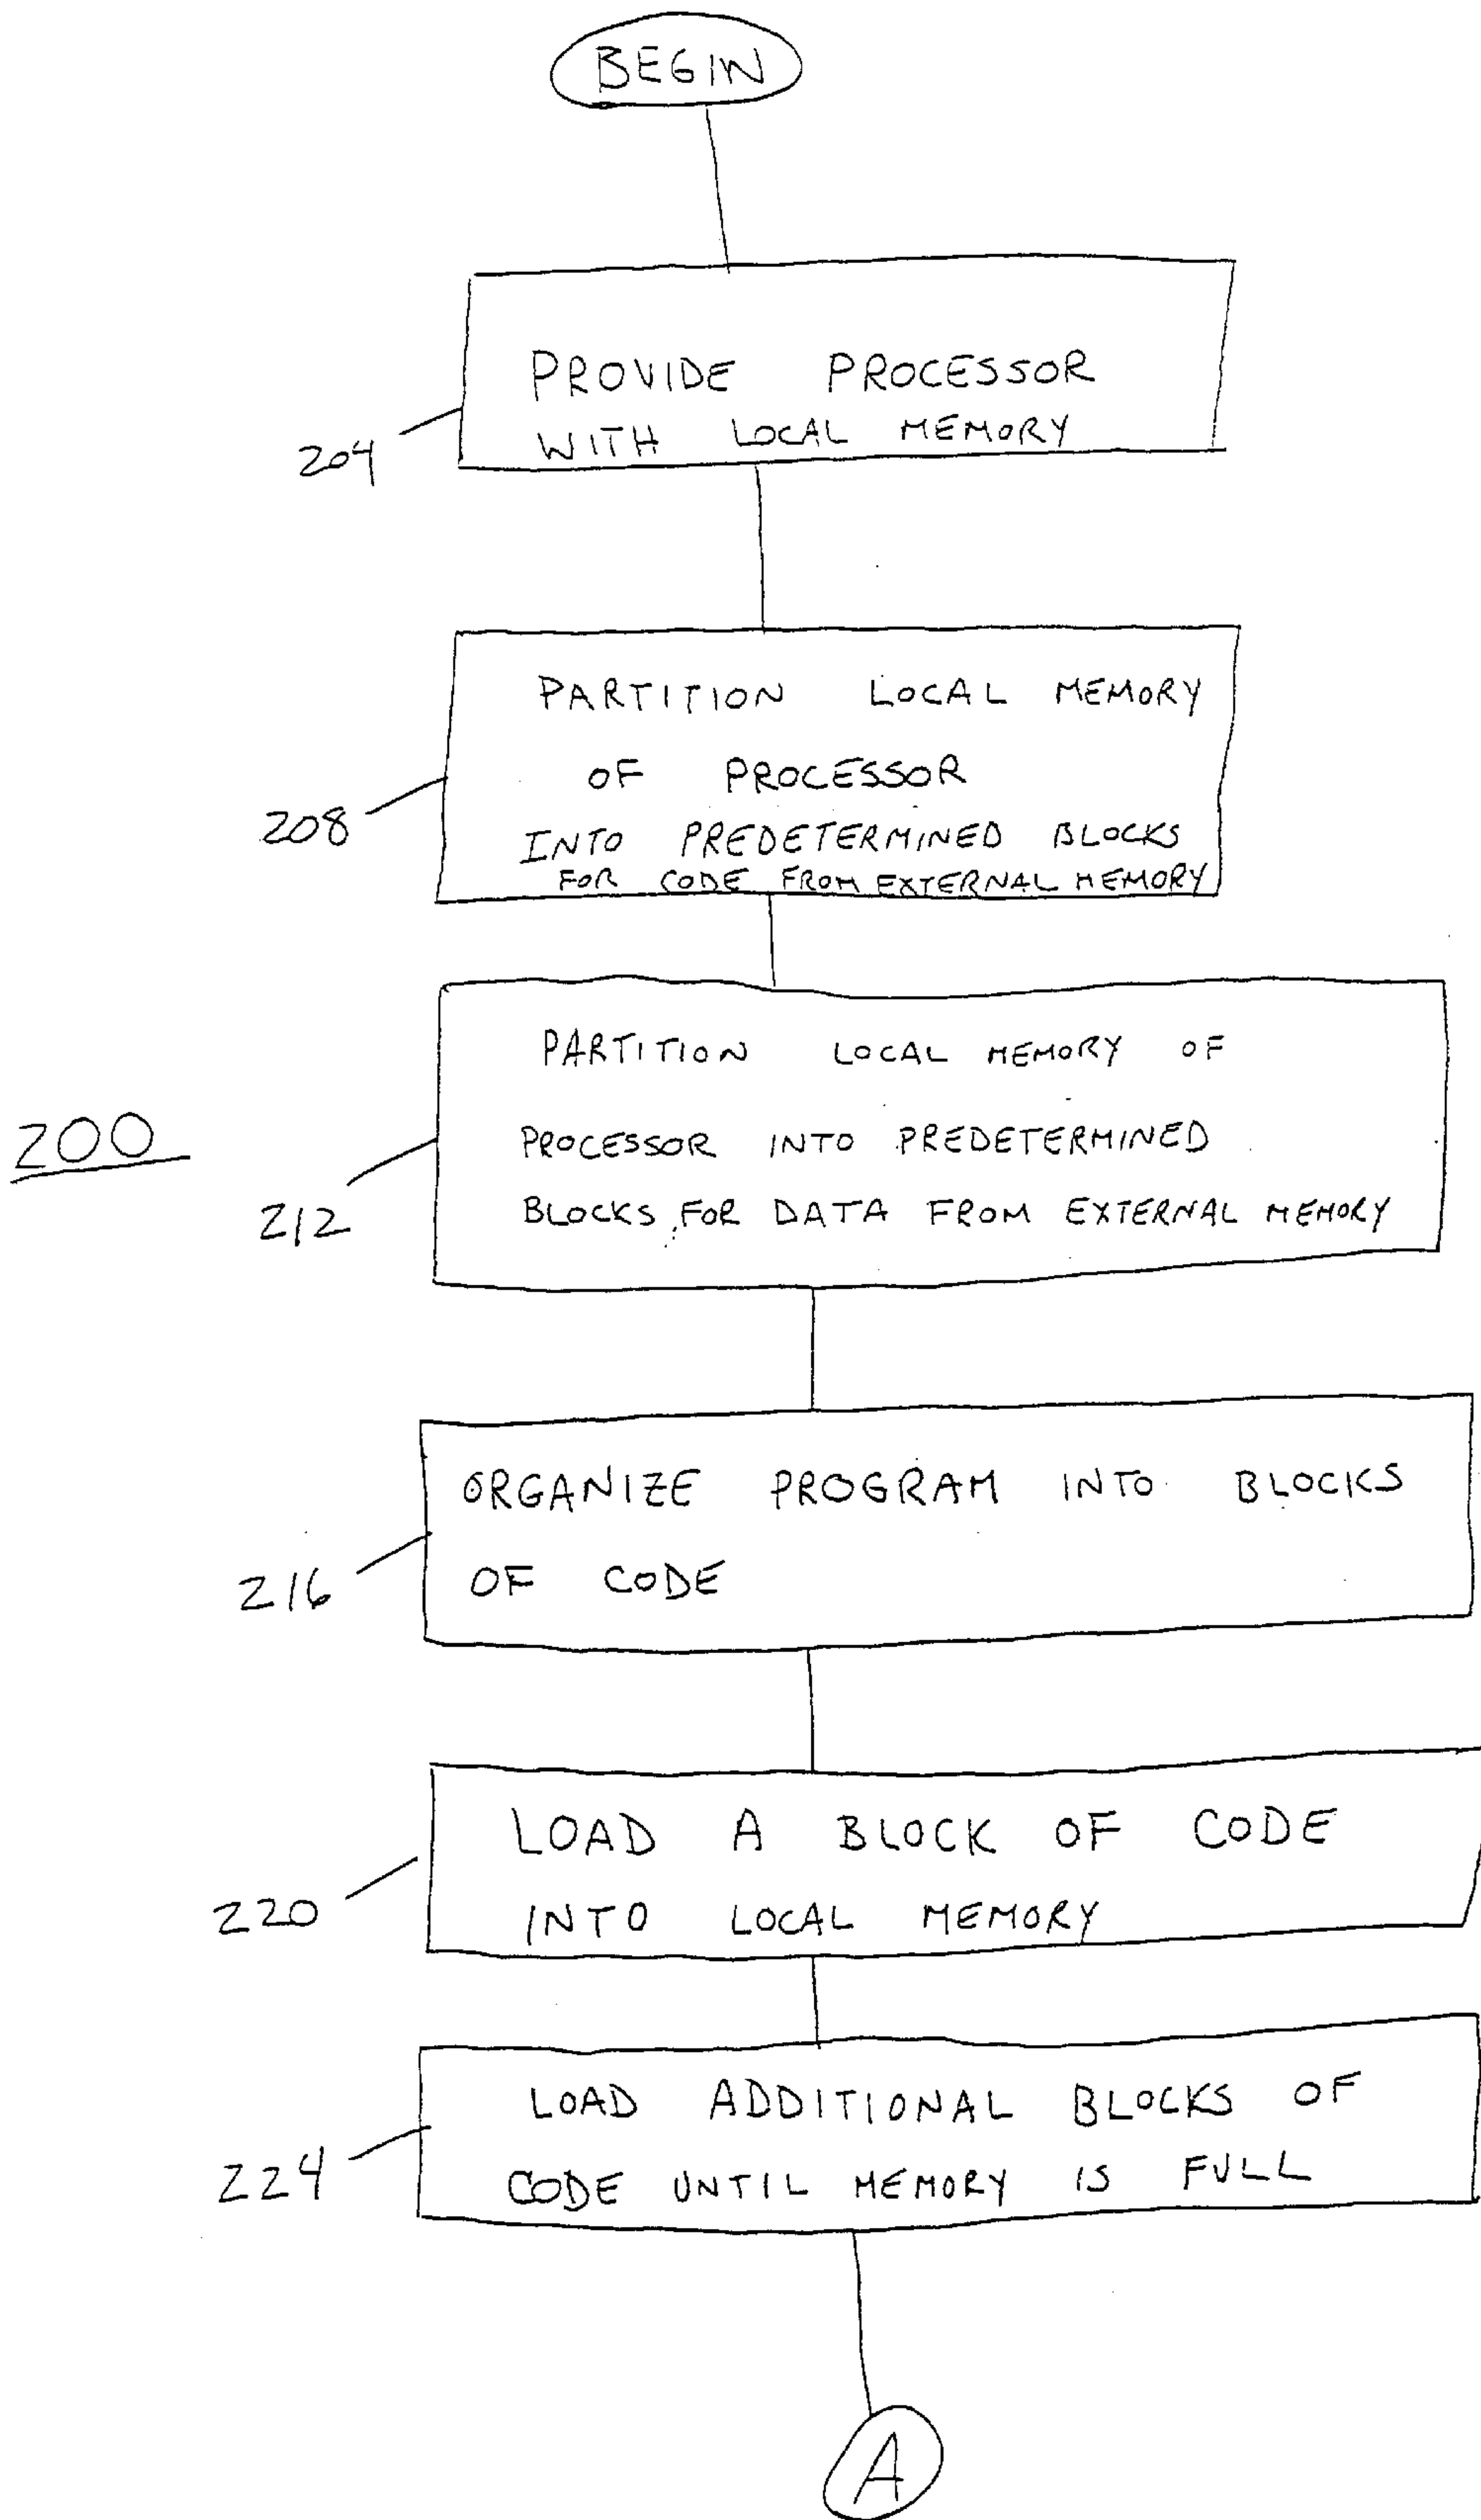 BEGIN
PROVIDE PROCESSOR
WITH LOCAL MEMORY
204
PARTITION LOCAL MEMORY
OF PROCESSOR
INTO PREDETERMINED BLOCKS
FOR CODE FROM EXTERNAL MEMORY
208
PARTITION LOCAL MEMORY OF
PROCESSOR INTO PREDETERMINED
BLOCKS FOR DATA FROM EXTERNAL MEMORY
200
212
ORGANIZE PROGRAM INTO BLOCKS
OF CODE
216
LOAD A BLOCK OF CODE
INTO LOCAL MEMORY
220
LOAD ADDITIONAL BLOCKS OF
CODE UNTIL MEMORY IS FULL
224
A